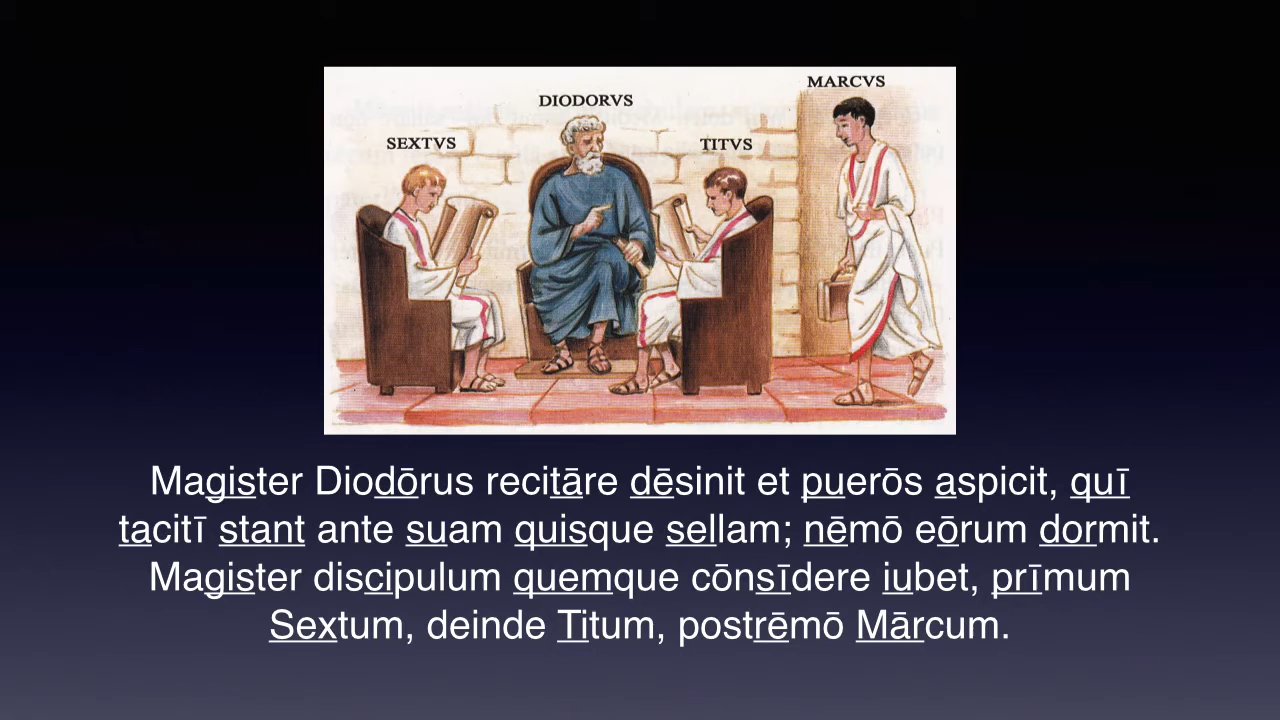 MARCVS
DIODORVS
SEXTVS
TITVS
Magister Diodōrus recitāre dēsinit et puerōs aspicit, quī
tacitī stant ante suam quisque sellam; nēmō eōrum dormit.
Magister discipulum quemque cōnsīdere iubet, prīmum
Sextum, deinde Titum, postrēmō Mārcum.